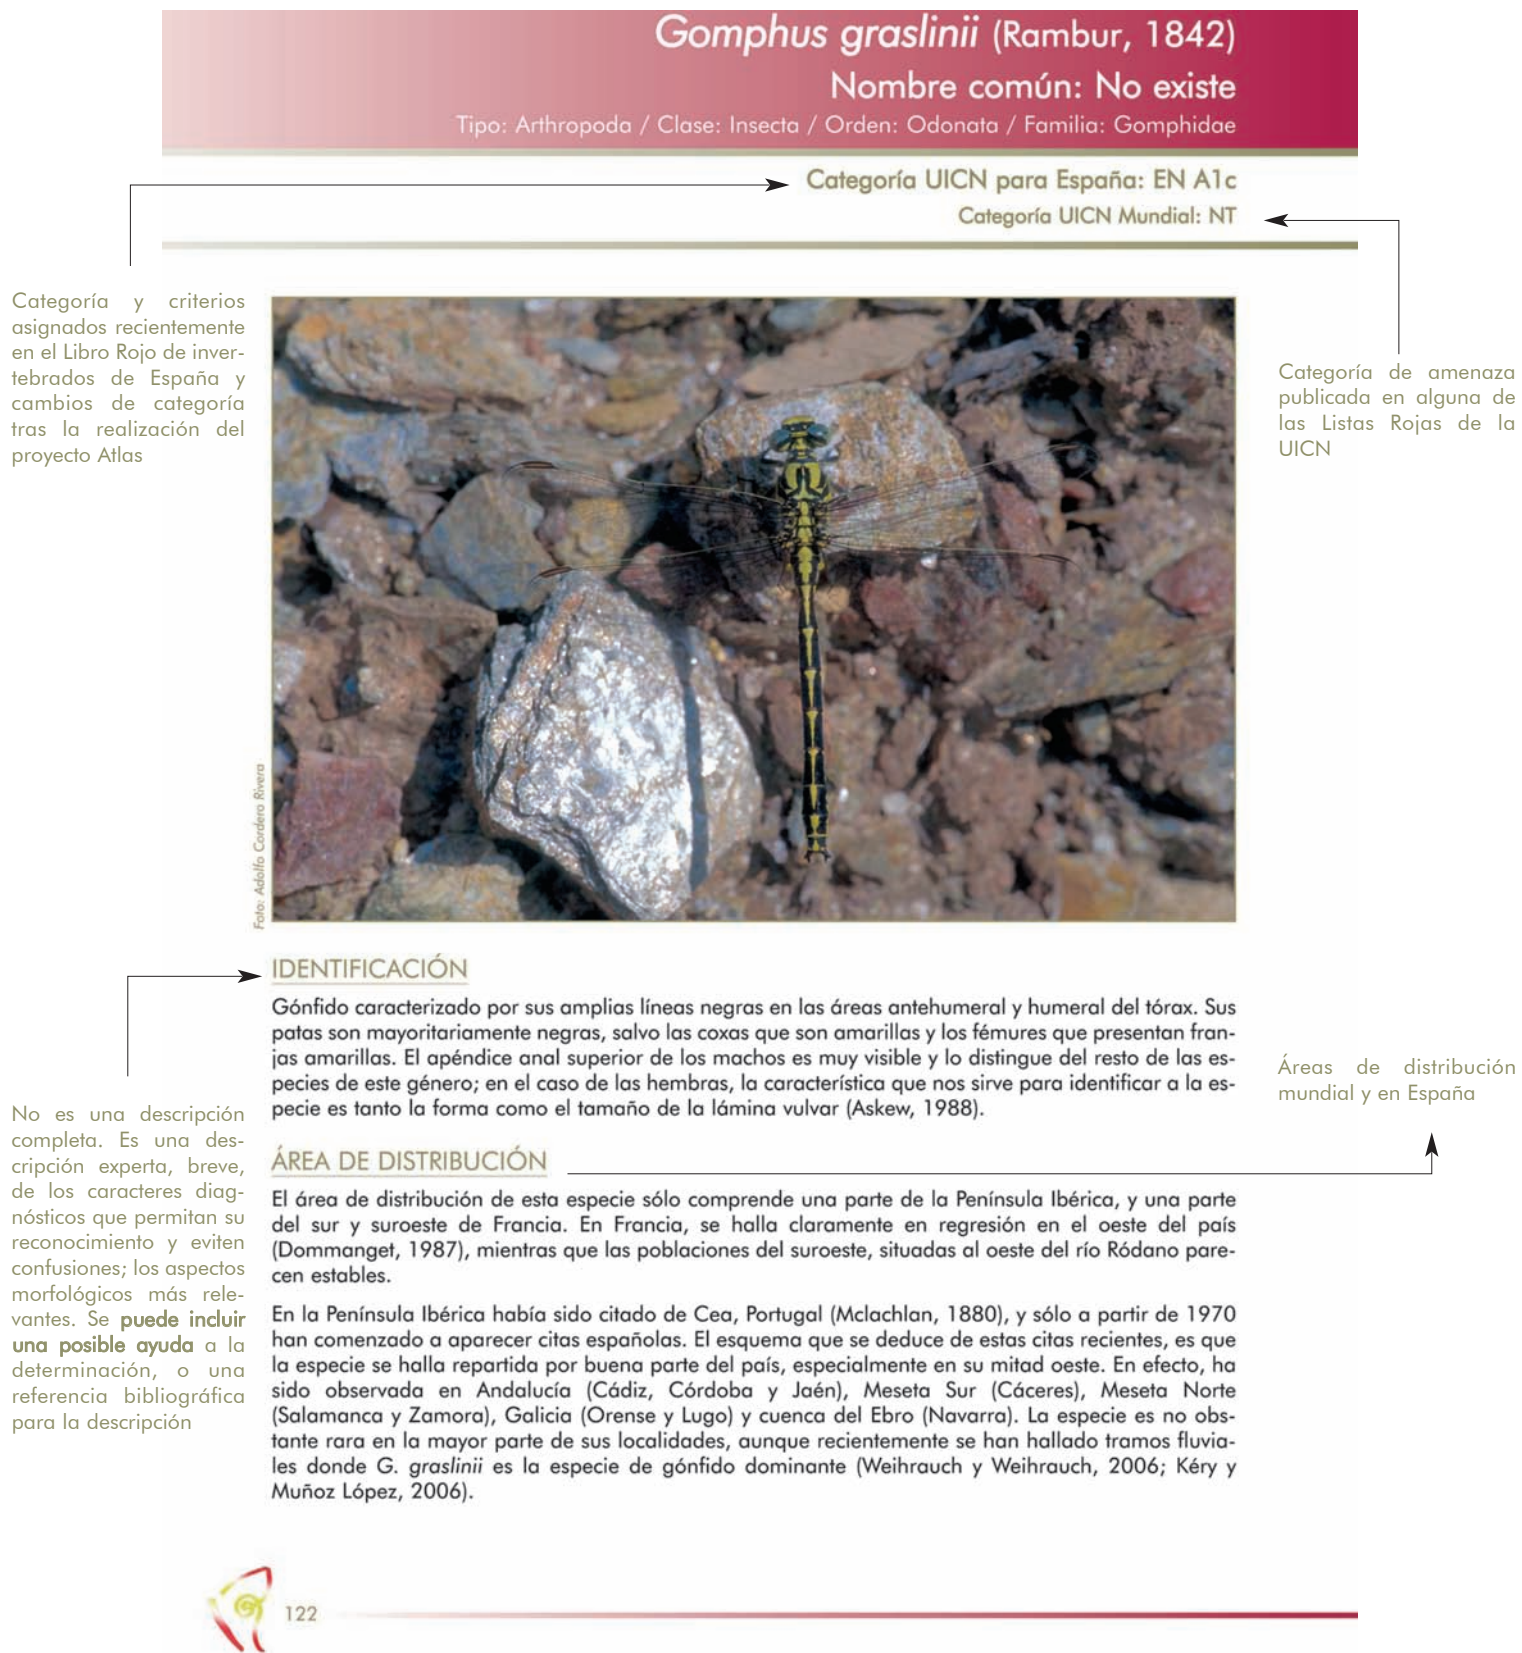 Gomphus graslinii (Rambur, 1842)
Nombre común: No existe
Tipo: Arthropoda / Clase: Insecta / Orden: Odonata / Familia: Gomphidae
Categoría UICN para España: EN A1c
Categoría UICN Mundial: NT
Categoría y criterios
asignados recientemente
en el Libro Rojo de inver-
tebrados de España y
cambios de categoría
tras la realización del
proyecto Atlas
Categoría de amenaza
publicada en alguna de
las Listas Rojas de la
UICN
Foto: Adolfo Cordero Rivera
IDENTIFICACIÓN
Gónfido caracterizado por sus amplias líneas negras en las áreas antehumeral y humeral del tórax. Sus
patas son mayoritariamente negras, salvo las coxas que son amarillas y los fémures que presentan fran-
jas amarillas. El apéndice anal superior de los machos es muy visible y lo distingue del resto de las es-
pecies de este género; en el caso de las hembras, la característica que nos sirve para identificar a la es-
pecie es tanto la forma como el tamaño de la lámina vulvar (Askew, 1988).
No es una descripción
completa. Es una des-
cripción experta, breve,
de los caracteres diag-
nósticos que permitan su
reconocimiento y eviten
confusiones; los aspectos
morfológicos más rele-
vantes. Se puede incluir
una posible ayuda a la
determinación, o una
referencia bibliográfica
para la descripción
Áreas de distribución
mundial y en España
ÁREA DE DISTRIBUCIÓN
El área de distribución de esta especie sólo comprende una parte de la Península Ibérica, y una parte
del sur y suroeste de Francia. En Francia, se halla claramente en regresión en el oeste del país
(Dommanget, 1987), mientras que las poblaciones del suroeste, situadas al oeste del río Ródano pare-
cen estables.
En la Península Ibérica había sido citado de Cea, Portugal (Mclachlan, 1880), y sólo a partir de 1970
han comenzado a aparecer citas españolas. El esquema que se deduce de estas citas recientes, es que
la especie se halla repartida por buena parte del país, especialmente en su mitad oeste. En efecto, ha
sido observada en Andalucía (Cádiz, Córdoba y Jaén), Meseta Sur (Cáceres), Meseta Norte
(Salamanca y Zamora), Galicia (Orense y Lugo) y cuenca del Ebro (Navarra). La especie es no obs-
tante rara en la mayor parte de sus localidades, aunque recientemente se han hallado tramos fluvia-
les donde G. graslinii es la especie de gónfido dominante (Weihrauch y Weihrauch, 2006; Kéry y
Muñoz López, 2006).
122